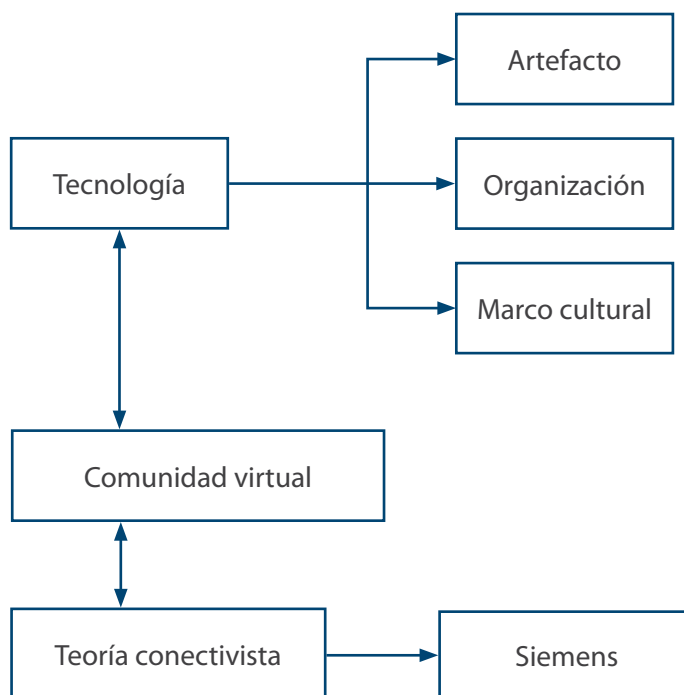 Artefacto
Tecnología
Organización
Marco cultural
Comunidad virtual
Teoría conectivista
Siemens